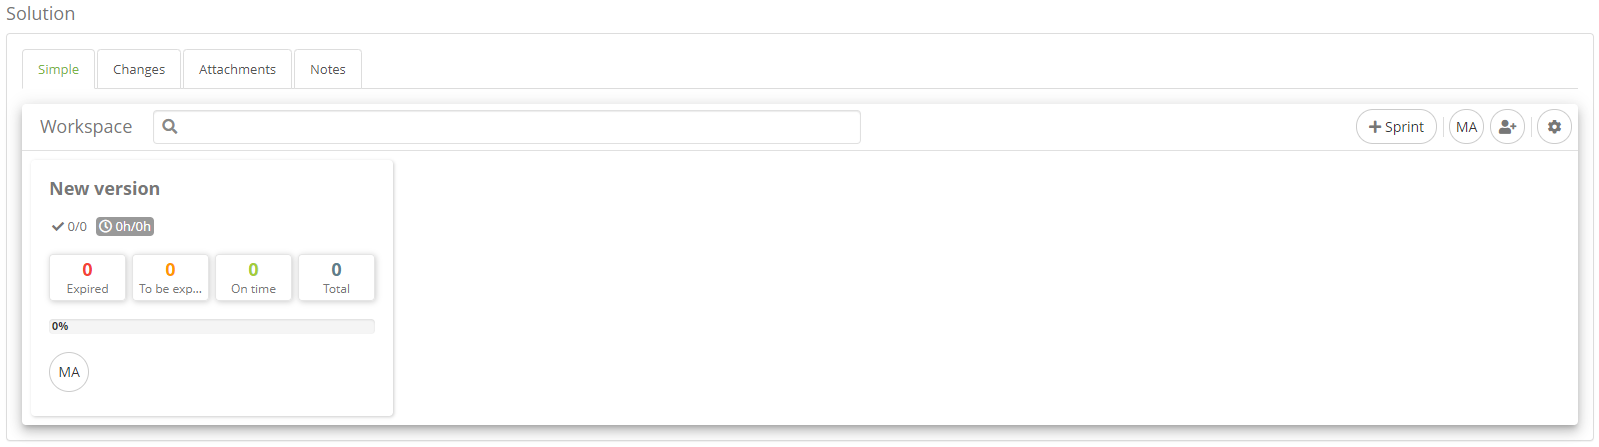 Solution
Simple Changes Attachments Notes
Workspace Sprint MA
New version
0/0 0h/0h
0 0 0 0
Expired To be exp... On time Total
0%
MA